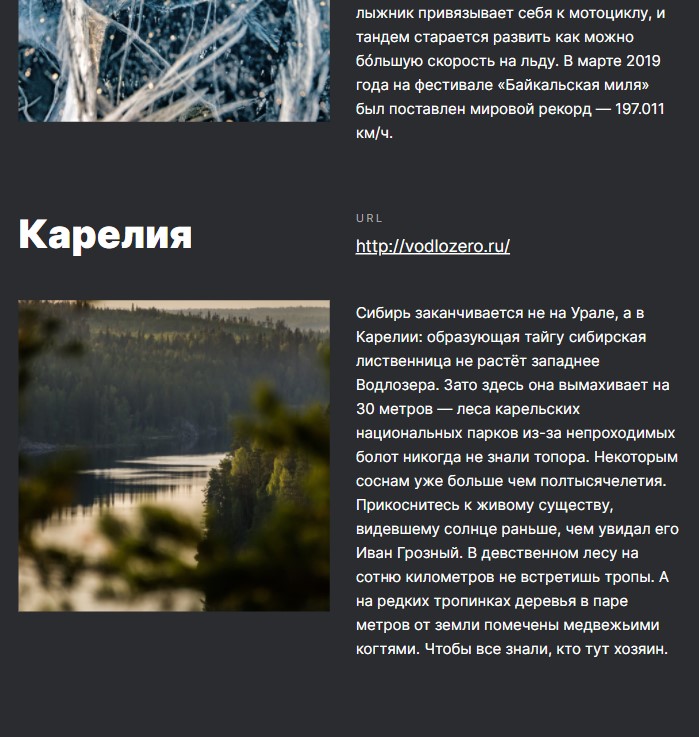 лыжник привязывает себя к мотоциклу, и
тандем старается развить как можно
бо́льшую скорость на льду. В марте 2019
года на фестивале «Байкальская миля»
был поставлен мировой рекорд — 197.011
км/ч.
Карелия
URL
http://vodlozero.ru/
Сибирь заканчивается не на Урале, а в
Карелии: образующая тайгу сибирская
лиственница не растёт западнее
Водлозера. Зато здесь она вымахивает на
30 метров — леса карельских
национальных парков из-за непроходимых
болот никогда не знали топора. Некоторым
соснам уже больше чем полтысячелетия.
Прикоснитесь к живому существу,
видевшему солнце раньше, чем увидал его
Иван Грозный. В девственном лесу на
сотню километров не встретишь тропы. А
на редких тропинках деревья в паре
метров от земли помечены медвежьими
когтями. Чтобы все знали, кто тут хозяин.